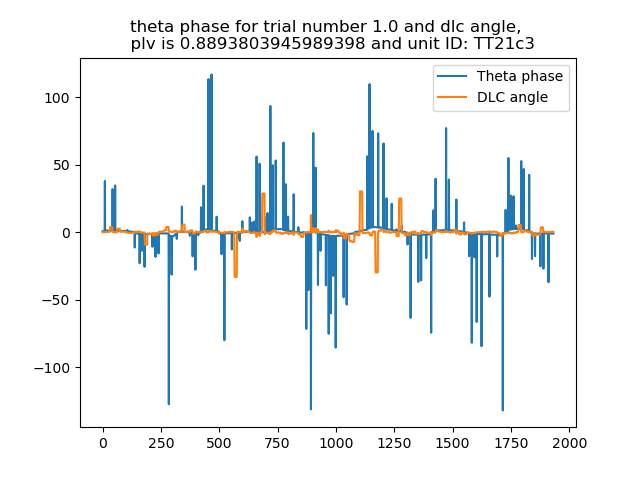 theta phase for trial number 1.0 and dlc angle,
plv is 0.8893803945989398 and unit ID: TT21c3
Theta phase
DLC angle
100
50
0
−50
−100
0 250 500 750 1000 1250 1500 1750 2000